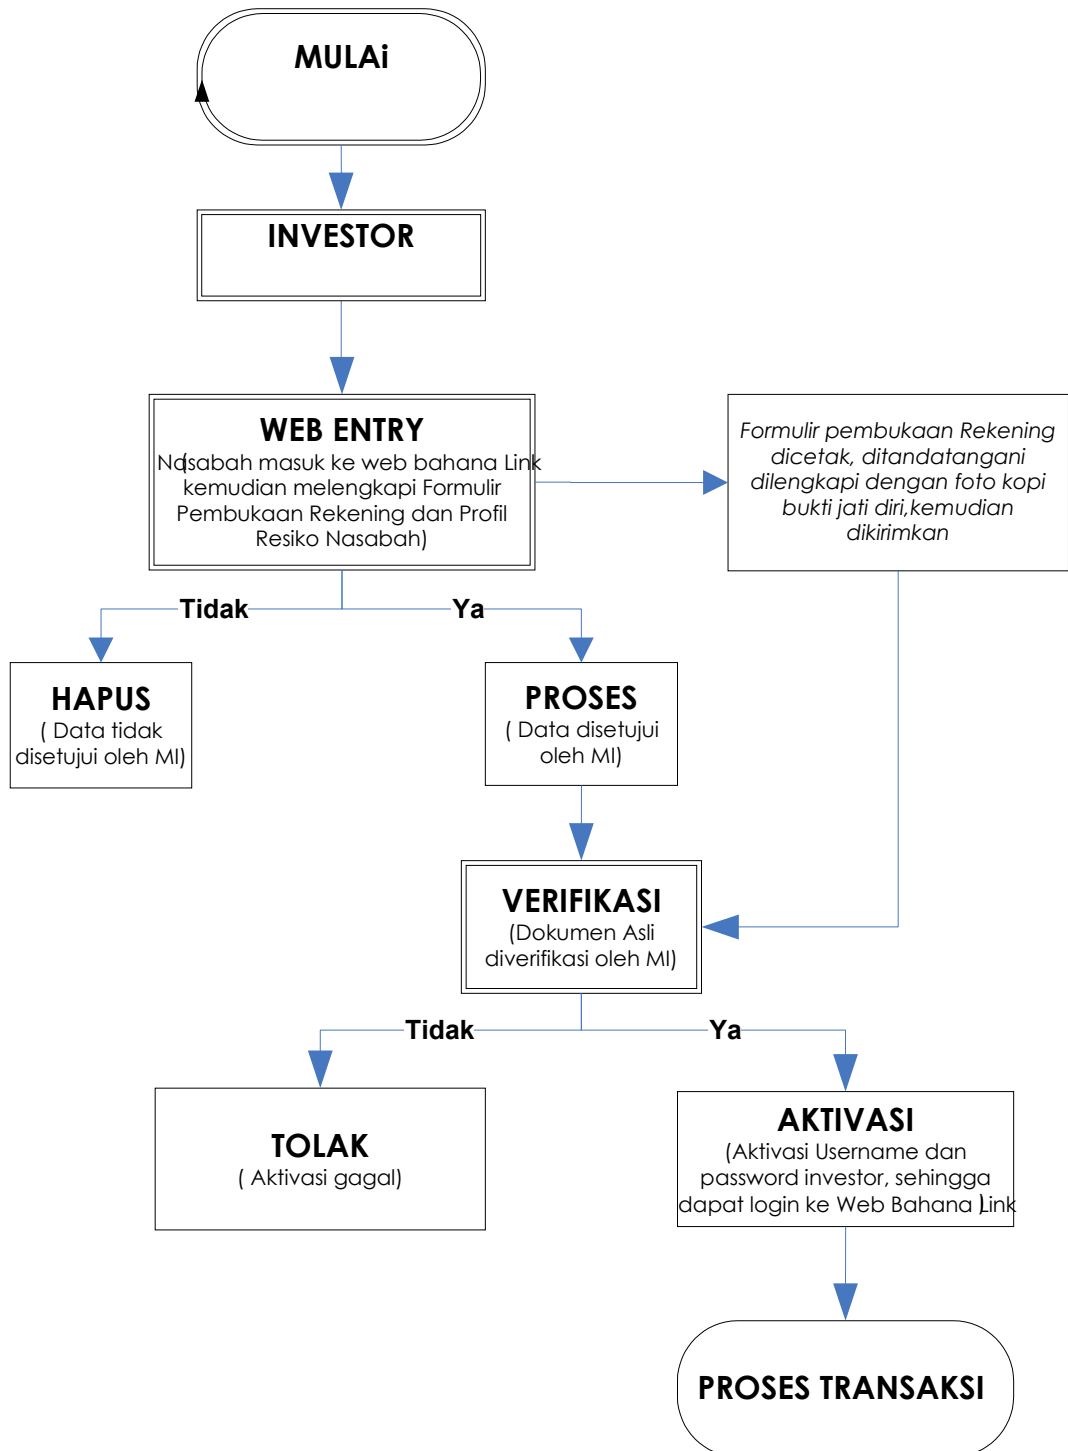 MULAi
INVESTOR
WEB ENTRY
(Nasabah masuk ke web bahana Link
kemudian melengkapi Formulir
Pembukaan Rekening dan Profil
Resiko Nasabah)
Formulir pembukaan Rekening
dicetak, ditandatangani
dilengkapi dengan foto kopi
bukti jati diri,kemudian
dikirimkan
Tidak
Ya
HAPUS
( Data tidak
disetujui oleh MI)
PROSES
( Data disetujui
oleh MI)
VERIFIKASI
(Dokumen Asli
diverifikasi oleh MI)
Tidak
Ya
TOLAK
( Aktivasi gagal)
AKTIVASI
(Aktivasi Username dan
password investor, sehingga
dapat login ke Web Bahana Link)
PROSES TRANSAKSI